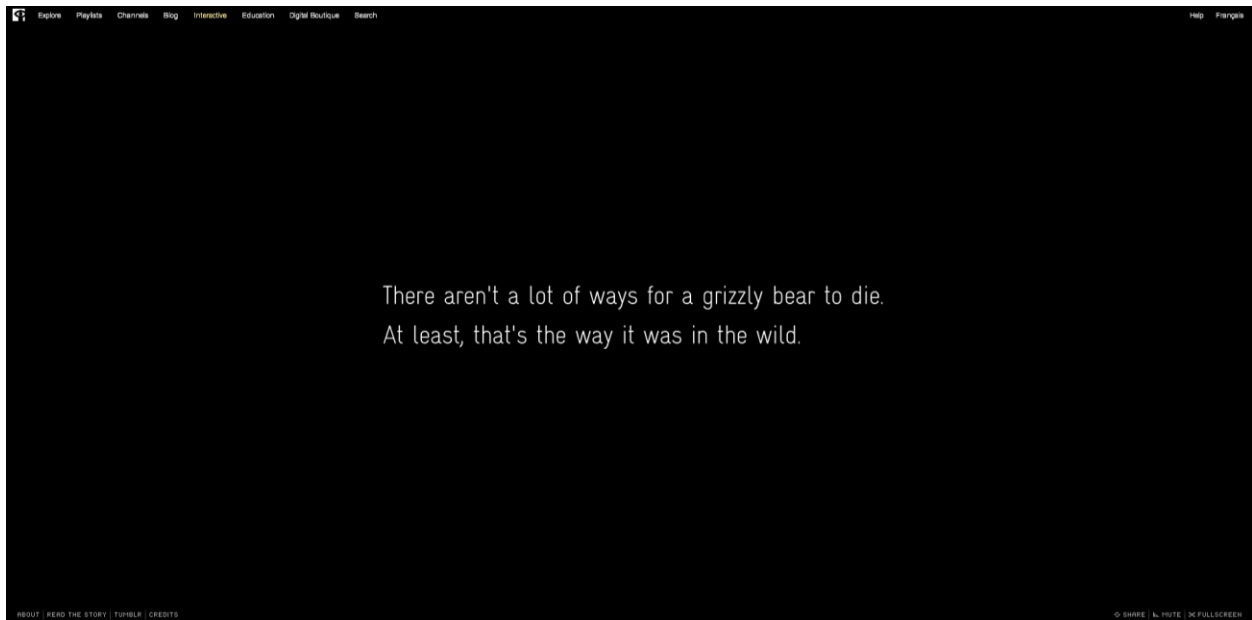 Explore Playlists Channels Blog Interactive Education Digital Boutique Search Help Français
There aren't a lot of ways for a grizzly bear to die.
At least, that's the way it was in the wild.
ABOUT | READ THE STORY | TUMBLR | CREDITS SHARE | MUTE | FULLSCREEN